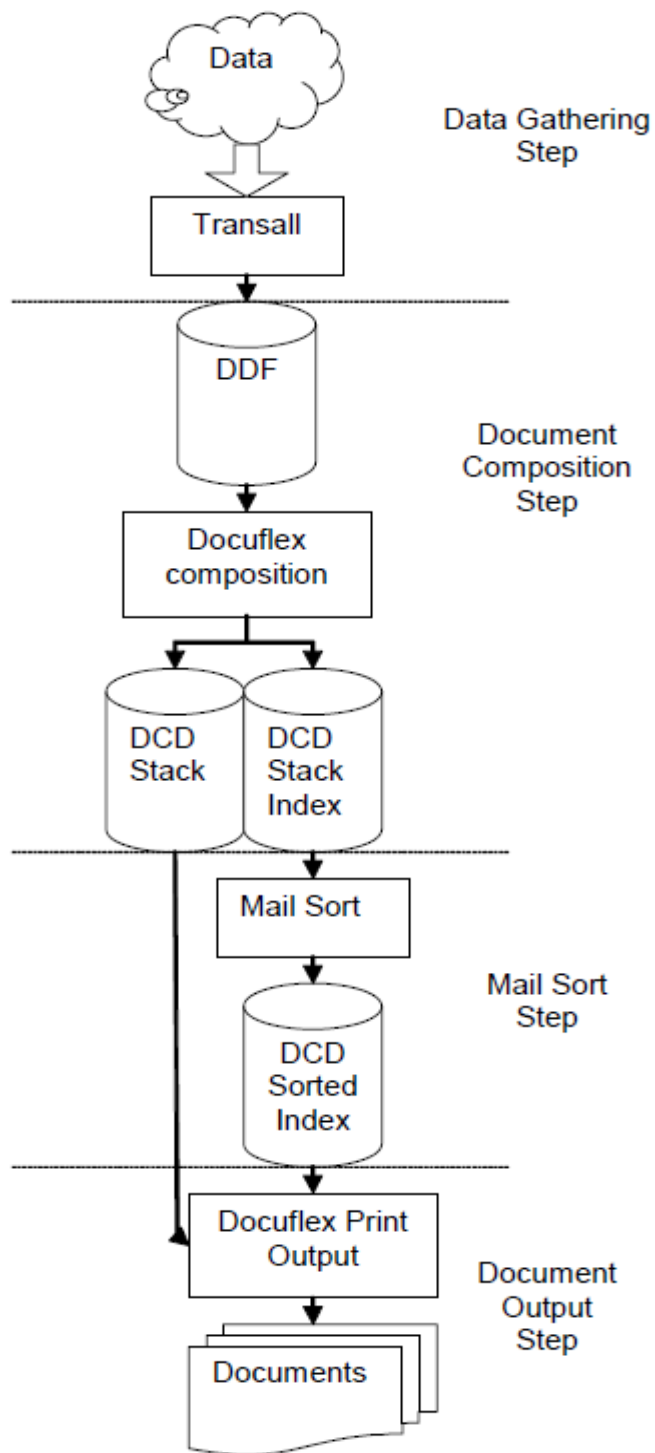 Data
Data Gathering
Step
Transall
DDF
Document
Composition
Step
Docuflex
composition
DCD
Stack
DCD
Stack
Index
Mail Sort
Mail Sort
Step
DCD
Sorted
Index
Docuflex Print
Output
Document
Output
Step
Documents